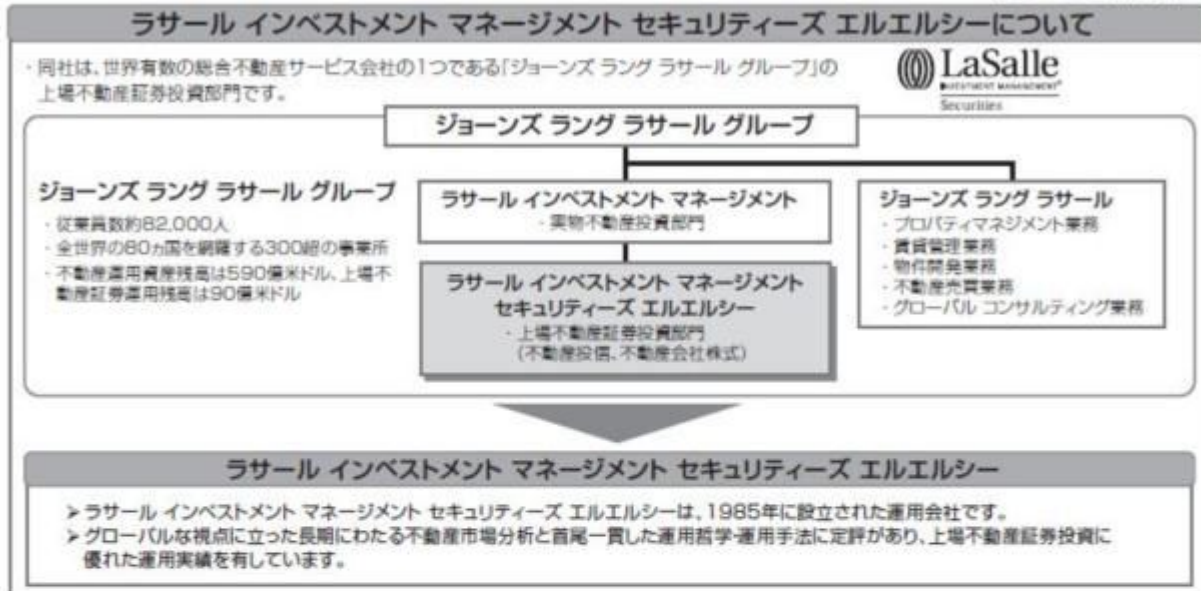 ラサール インベストメント マネージメント セキュリティーズ エルエルシーについて
・同社は、世界有数の総合不動産サービス会社の1つである「ジョーンズ ラング ラサール グループ」の
上場不動産証券投資部門です。
LaSalle
INVESTMENT MANAGEMENT
Securities
ジョーンズ ラング ラサール グループ
ジョーンズ ラング ラサール グループ
・従業員数約82,000人
・全世界の80ヵ国を網羅する300超の事業所
・不動産運用資産残高は590億米ドル、上場不
動産証券運用残高は90億米ドル
ラサール インベストメント マネージメント
・実物不動産投資部門
ラサール インベストメント マネージメント
セキュリティーズ エルエルシー
・上場不動産証券投資部門
(不動産投信、不動産会社株式)
ジョーンズ ラング ラサール
・プロパティマネジメント業務
・賃貸管理業務
・物件開発業務
・不動産売買業務
・グローバル コンサルティング業務
ラサール インベストメント マネージメント セキュリティーズ エルエルシー
➢ラサール インベストメント マネージメント セキュリティーズ エルエルシーは、1985年に設立された運用会社です。
➢グローバルな視点に立った長期にわたる不動産市場分析と首尾一貫した運用哲学・運用手法に定評があり、上場不動産証券投資に
優れた運用実績を有しています。